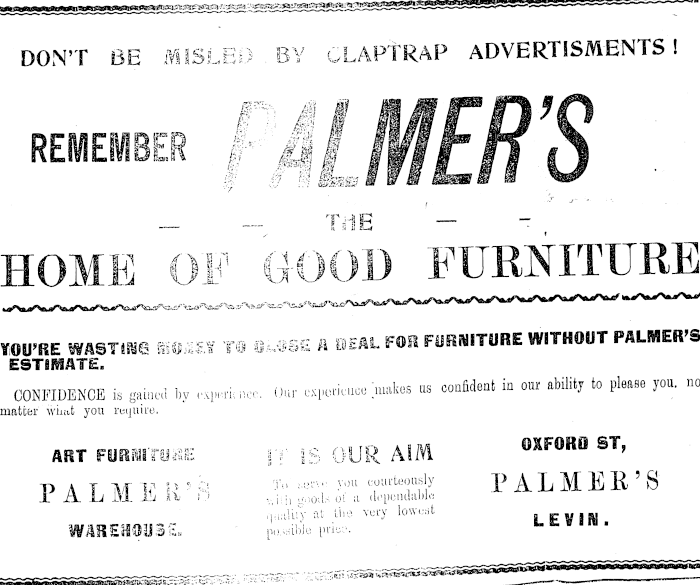 DON'T BE MISLED BY CLAPTRAP ADVERTISMENTS!
REMEMBER PALMER'S
— — THE — -
HOME OF GOOD FURNITURE
YOU'RE WASTING MONEY TO CLOSE A DEAL FOR FURNITURE WITHOUT PALMER'S
ESTIMATE.
CONFIDENCE is gained by experience. Our experience makes us confident in our ability to please you, no
matter what you require.
ART FURNITURE
PALMER'S
WAREHOUSE.
IT IS OUR AIM
To serve you courteously
with goods of a dependable
quality at the very lowest
possible price.
OXFORD ST,
PALMER'S
LEVIN.